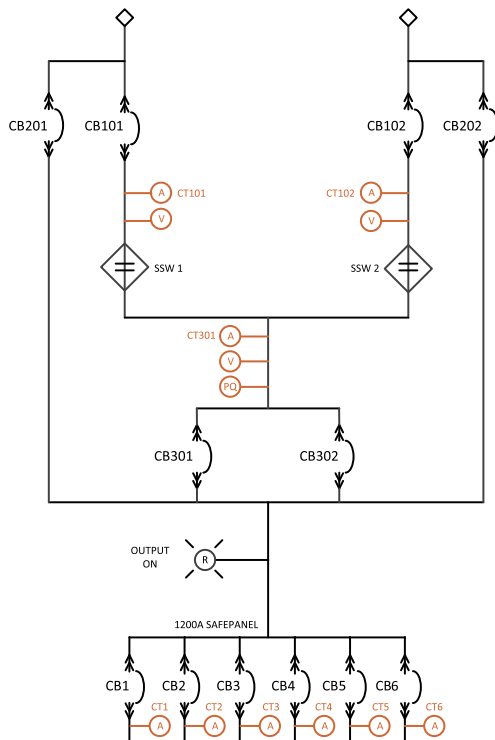 CB201
CB101
CB102
CB202
A
CT101
CT102
A
V
V
SSW 1
SSW 2
CT301
A
V
PQ
CB301
CB302
OUTPUT
ON
R
1200A SAFEPANEL
CB1
CB2
CB3
CB4
CB5
CB6
CT1
CT2
CT3
CT4
CT5
CT6
A
A
A
A
A
A